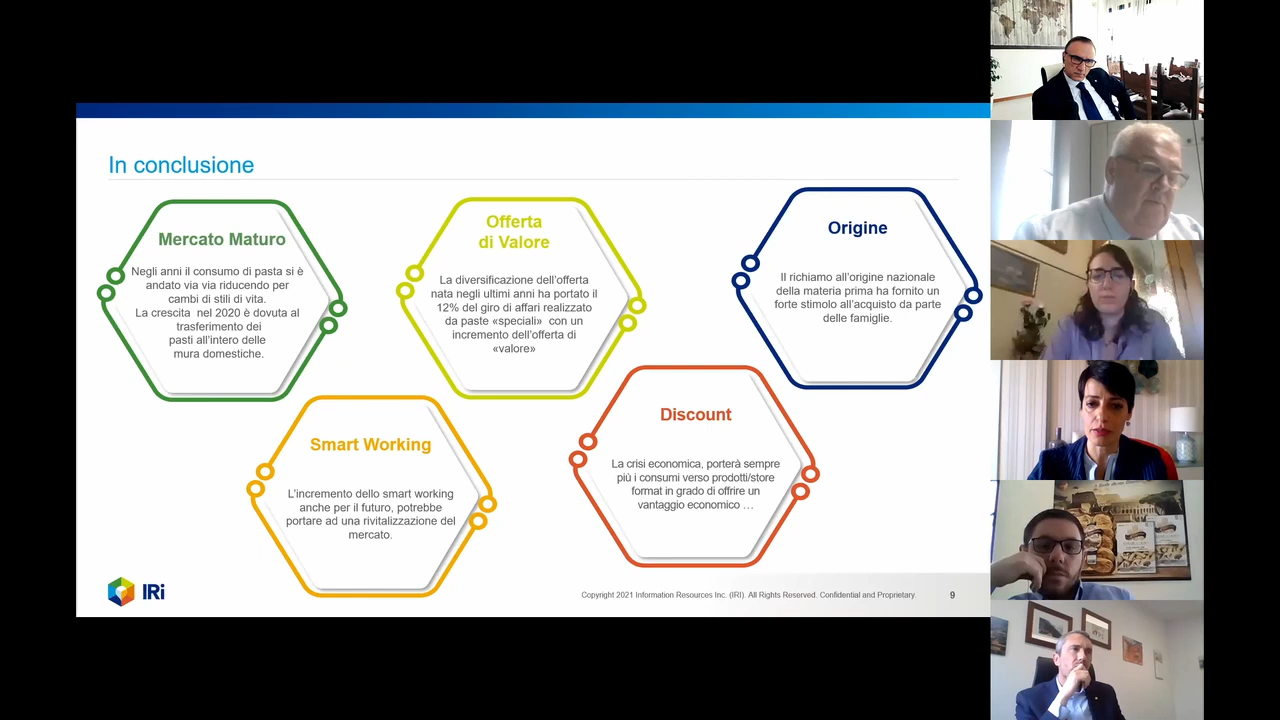 In conclusione
Mercato Maturo
Negli anni il consumo di pasta si è
andato via via riducendo per
cambi di stili di vita.
La crescita nel 2020 è dovuta al
trasferimento dei
pasti all’intero delle
mura domestiche.
Offerta
di Valore
La diversificazione dell’offerta
nata negli ultimi anni ha portato il
12% del giro di affari realizzato
da paste «speciali» con un
incremento dell’offerta di
«valore»
Origine
Il richiamo all’origine nazionale
della materia prima ha fornito un
forte stimolo all’acquisto da parte
delle famiglie.
Smart Working
L’incremento dello smart working
anche per il futuro, potrebbe
portare ad una rivitalizzazione del
mercato.
Discount
La crisi economica, porterà sempre
più i consumi verso prodotti/store
format in grado di offrire un
vantaggio economico …
IRi
Copyright 2021 Information Resources Inc. (IRI). All Rights Reserved. Confidential and Proprietary.
9